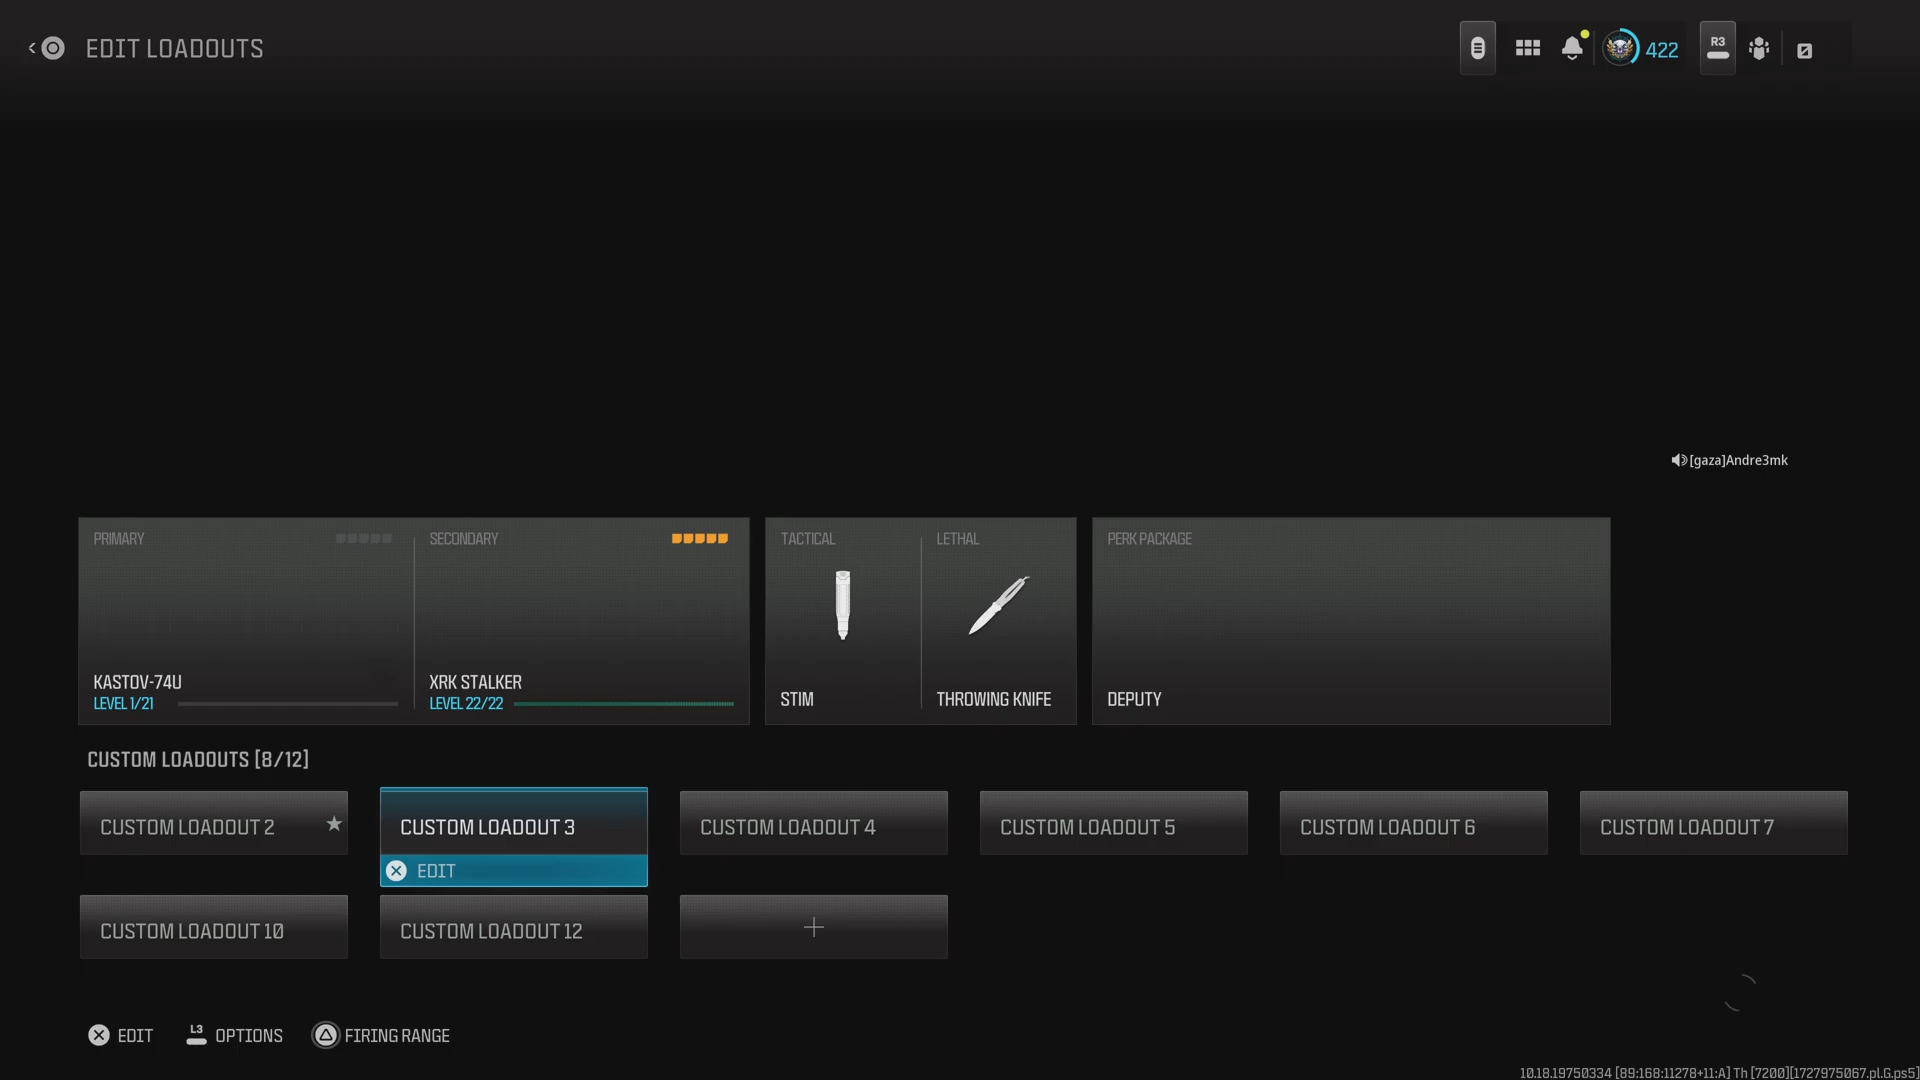 EDIT LOADOUTS
422
R3
0
[gaza]Andre3mk
PRIMARY
SECONDARY
TACTICAL
LETHAL
PERK PACKAGE
KASTOV-74U
LEVEL 1/21
XRK STALKER
LEVEL 22/22
STIM
THROWING KNIFE
DEPUTY
CUSTOM LOADOUTS [8/12]
CUSTOM LOADOUT 2
CUSTOM LOADOUT 3
CUSTOM LOADOUT 4
CUSTOM LOADOUT 5
CUSTOM LOADOUT 6
CUSTOM LOADOUT 7
EDIT
CUSTOM LOADOUT 10
CUSTOM LOADOUT 12
EDIT
L3
OPTIONS
FIRING RANGE
10.18.19750334 [89:168:11278+11:A] Th [7200][1727975067.pl.G.ps5]